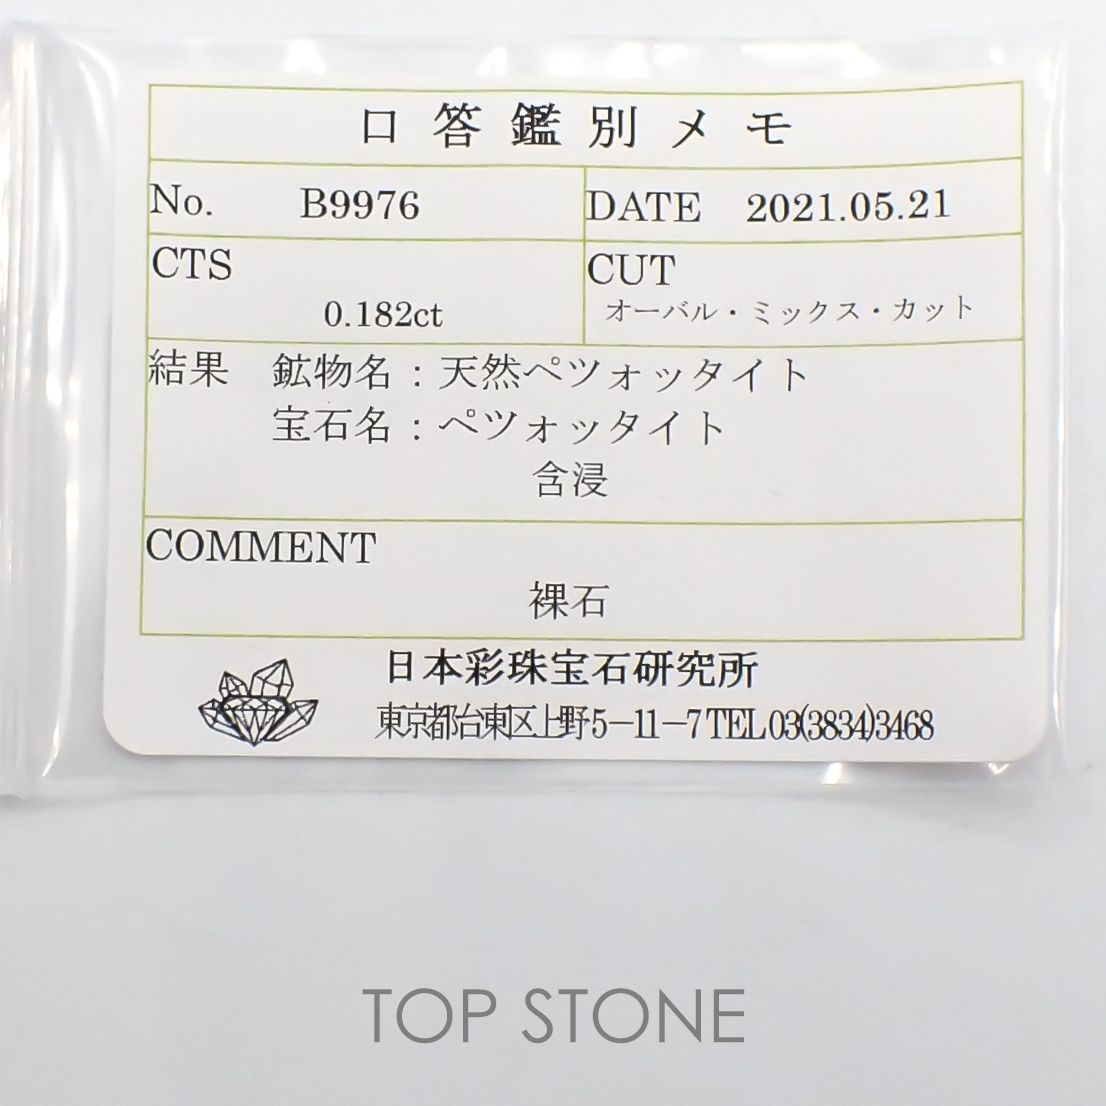 口答鑑別メモ
No. B9976 DATE 2021.05.21
CTS CUT
0.182ct オーバル・ミックス・カット
結果 鉱物名：天然ペツォッタイト
宝石名：ペツォッタイト
含浸
COMMENT
裸石
日本彩珠宝石研究所
東京都台東区上野5－11－7 TEL 03(3834)3468
TOP STONE